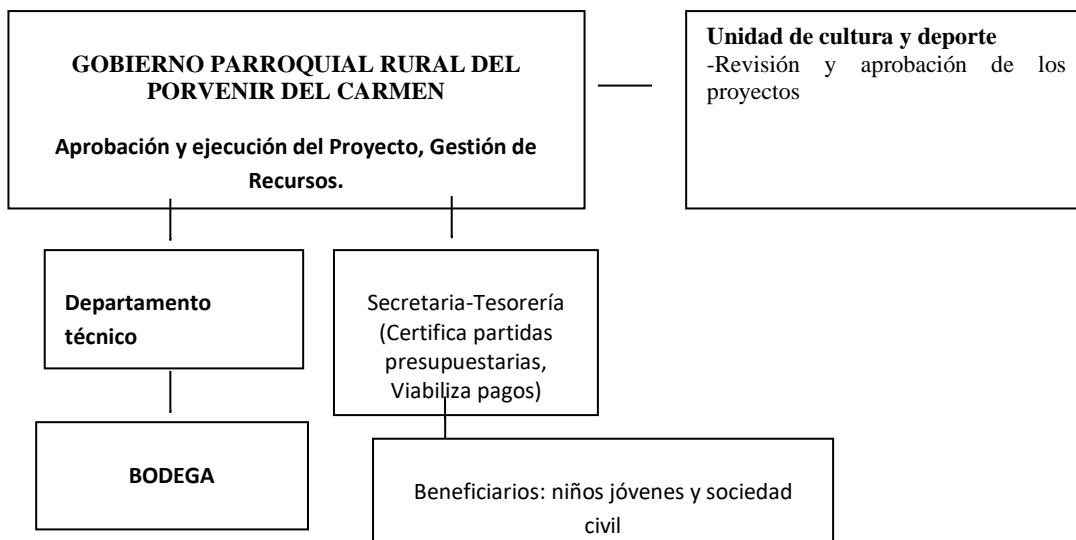 GOBIERNO PARROQUIAL RURAL DEL
PORVENIR DEL CARMEN
Aprobación y ejecución del Proyecto, Gestión de
Recursos.
Unidad de cultura y deporte
-Revisión y aprobación de los
proyectos
Departamento
técnico
Secretaria-Tesorería
(Certifica partidas
presupuestarias,
Viabiliza pagos)
BODEGA
Beneficiarios: niños jóvenes y sociedad
civil